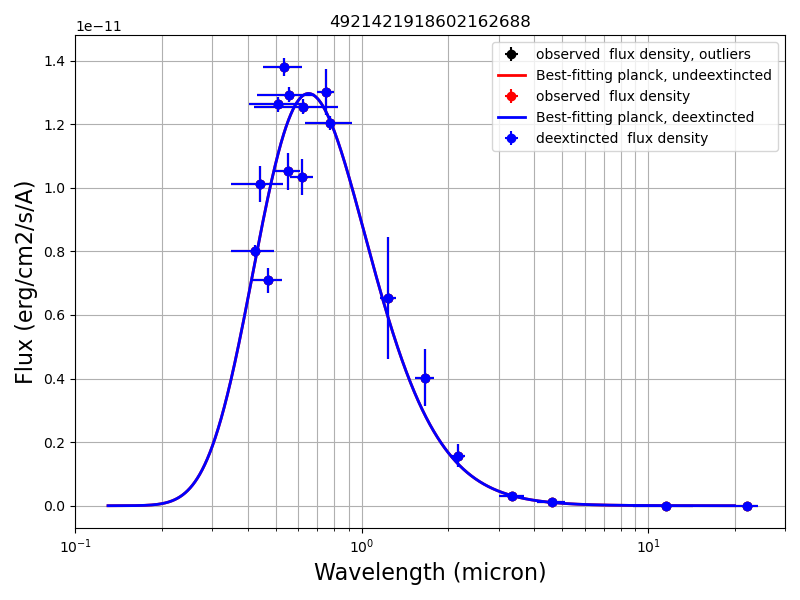 4921421918602162688
1e−11
observed  flux density, outliers
Best-fitting planck, undeextincted
observed  flux density
Best-fitting planck, deextincted
deextincted  flux density
1.4
1.2
1.0
0.8
0.6
0.4
0.2
0.0
Flux (erg/cm2/s/A)
10⁻¹ 10⁰ 10¹
Wavelength (micron)